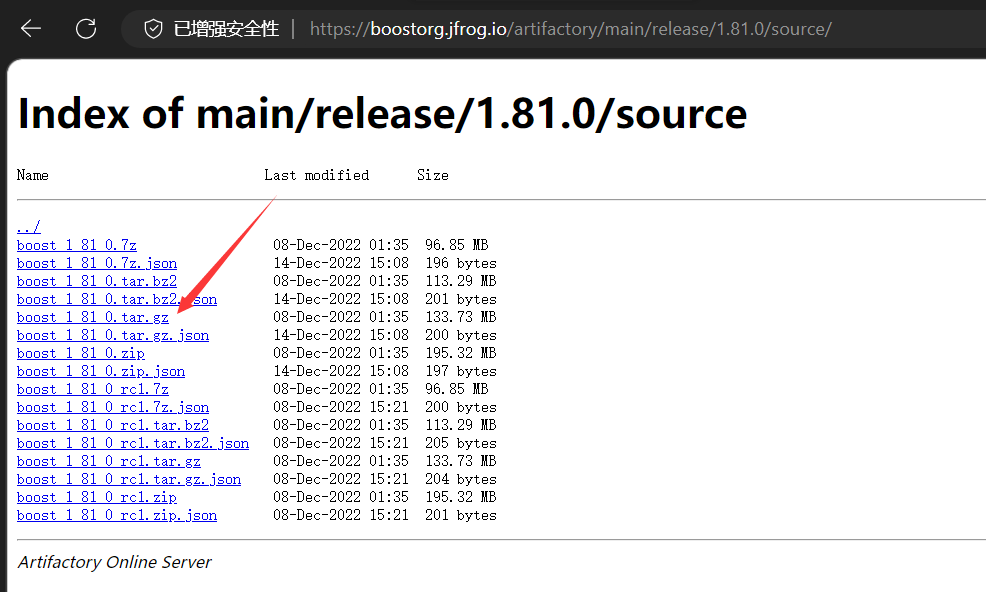 已增强安全性 | https://boostorg.jfrog.io/artifactory/main/release/1.81.0/source/
Index of main/release/1.81.0/source
Name Last modified Size
../
boost_1_81_0.7z 08-Dec-2022 01:35 96.85 MB
boost_1_81_0.7z.json 14-Dec-2022 15:08 196 bytes
boost_1_81_0.tar.bz2 08-Dec-2022 01:35 113.29 MB
boost_1_81_0.tar.bz2.json 14-Dec-2022 15:08 201 bytes
boost_1_81_0.tar.gz 08-Dec-2022 01:35 133.73 MB
boost_1_81_0.tar.gz.json 14-Dec-2022 15:08 200 bytes
boost_1_81_0.zip 08-Dec-2022 01:35 195.32 MB
boost_1_81_0.zip.json 14-Dec-2022 15:08 197 bytes
boost_1_81_0_rc1.7z 08-Dec-2022 01:35 96.85 MB
boost_1_81_0_rc1.7z.json 08-Dec-2022 15:21 200 bytes
boost_1_81_0_rc1.tar.bz2 08-Dec-2022 01:35 113.29 MB
boost_1_81_0_rc1.tar.bz2.json 08-Dec-2022 15:21 205 bytes
boost_1_81_0_rc1.tar.gz 08-Dec-2022 01:35 133.73 MB
boost_1_81_0_rc1.tar.gz.json 08-Dec-2022 15:21 204 bytes
boost_1_81_0_rc1.zip 08-Dec-2022 01:35 195.32 MB
boost_1_81_0_rc1.zip.json 08-Dec-2022 15:21 201 bytes
Artifactory Online Server